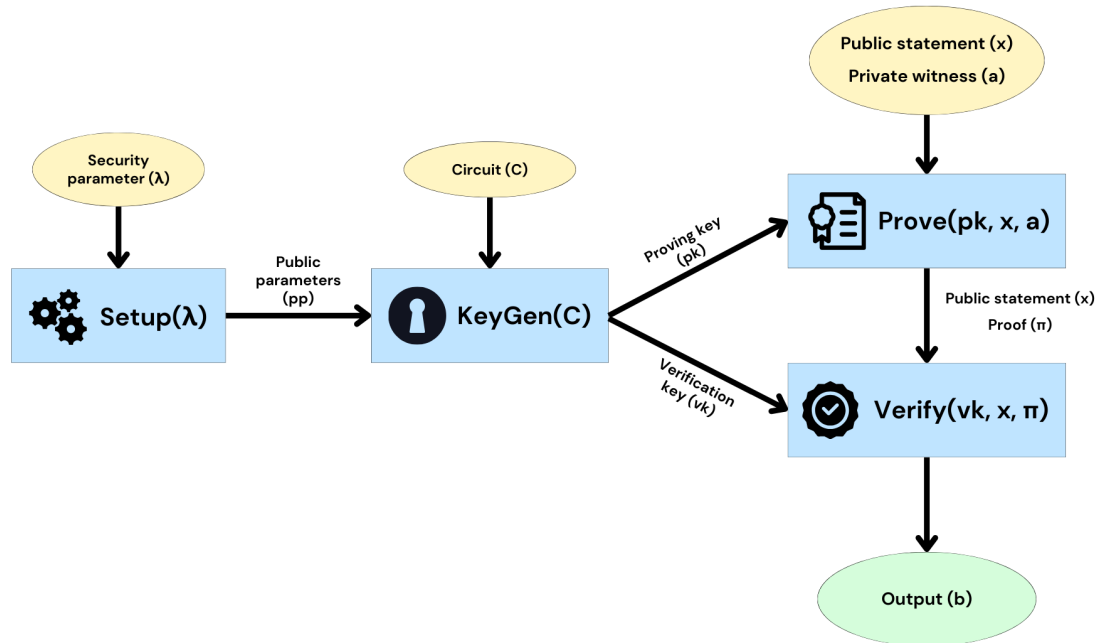 Public statement (x)
Private witness (a)
Security
parameter (λ)
Circuit (C)
Prove(pk, x, a)
Proving key
(pk)
Public
parameters
(pp)
Setup(λ)
KeyGen(C)
Public statement (x)
Proof (π)
Verification
key (vk)
Verify(vk, x, π)
Output (b)